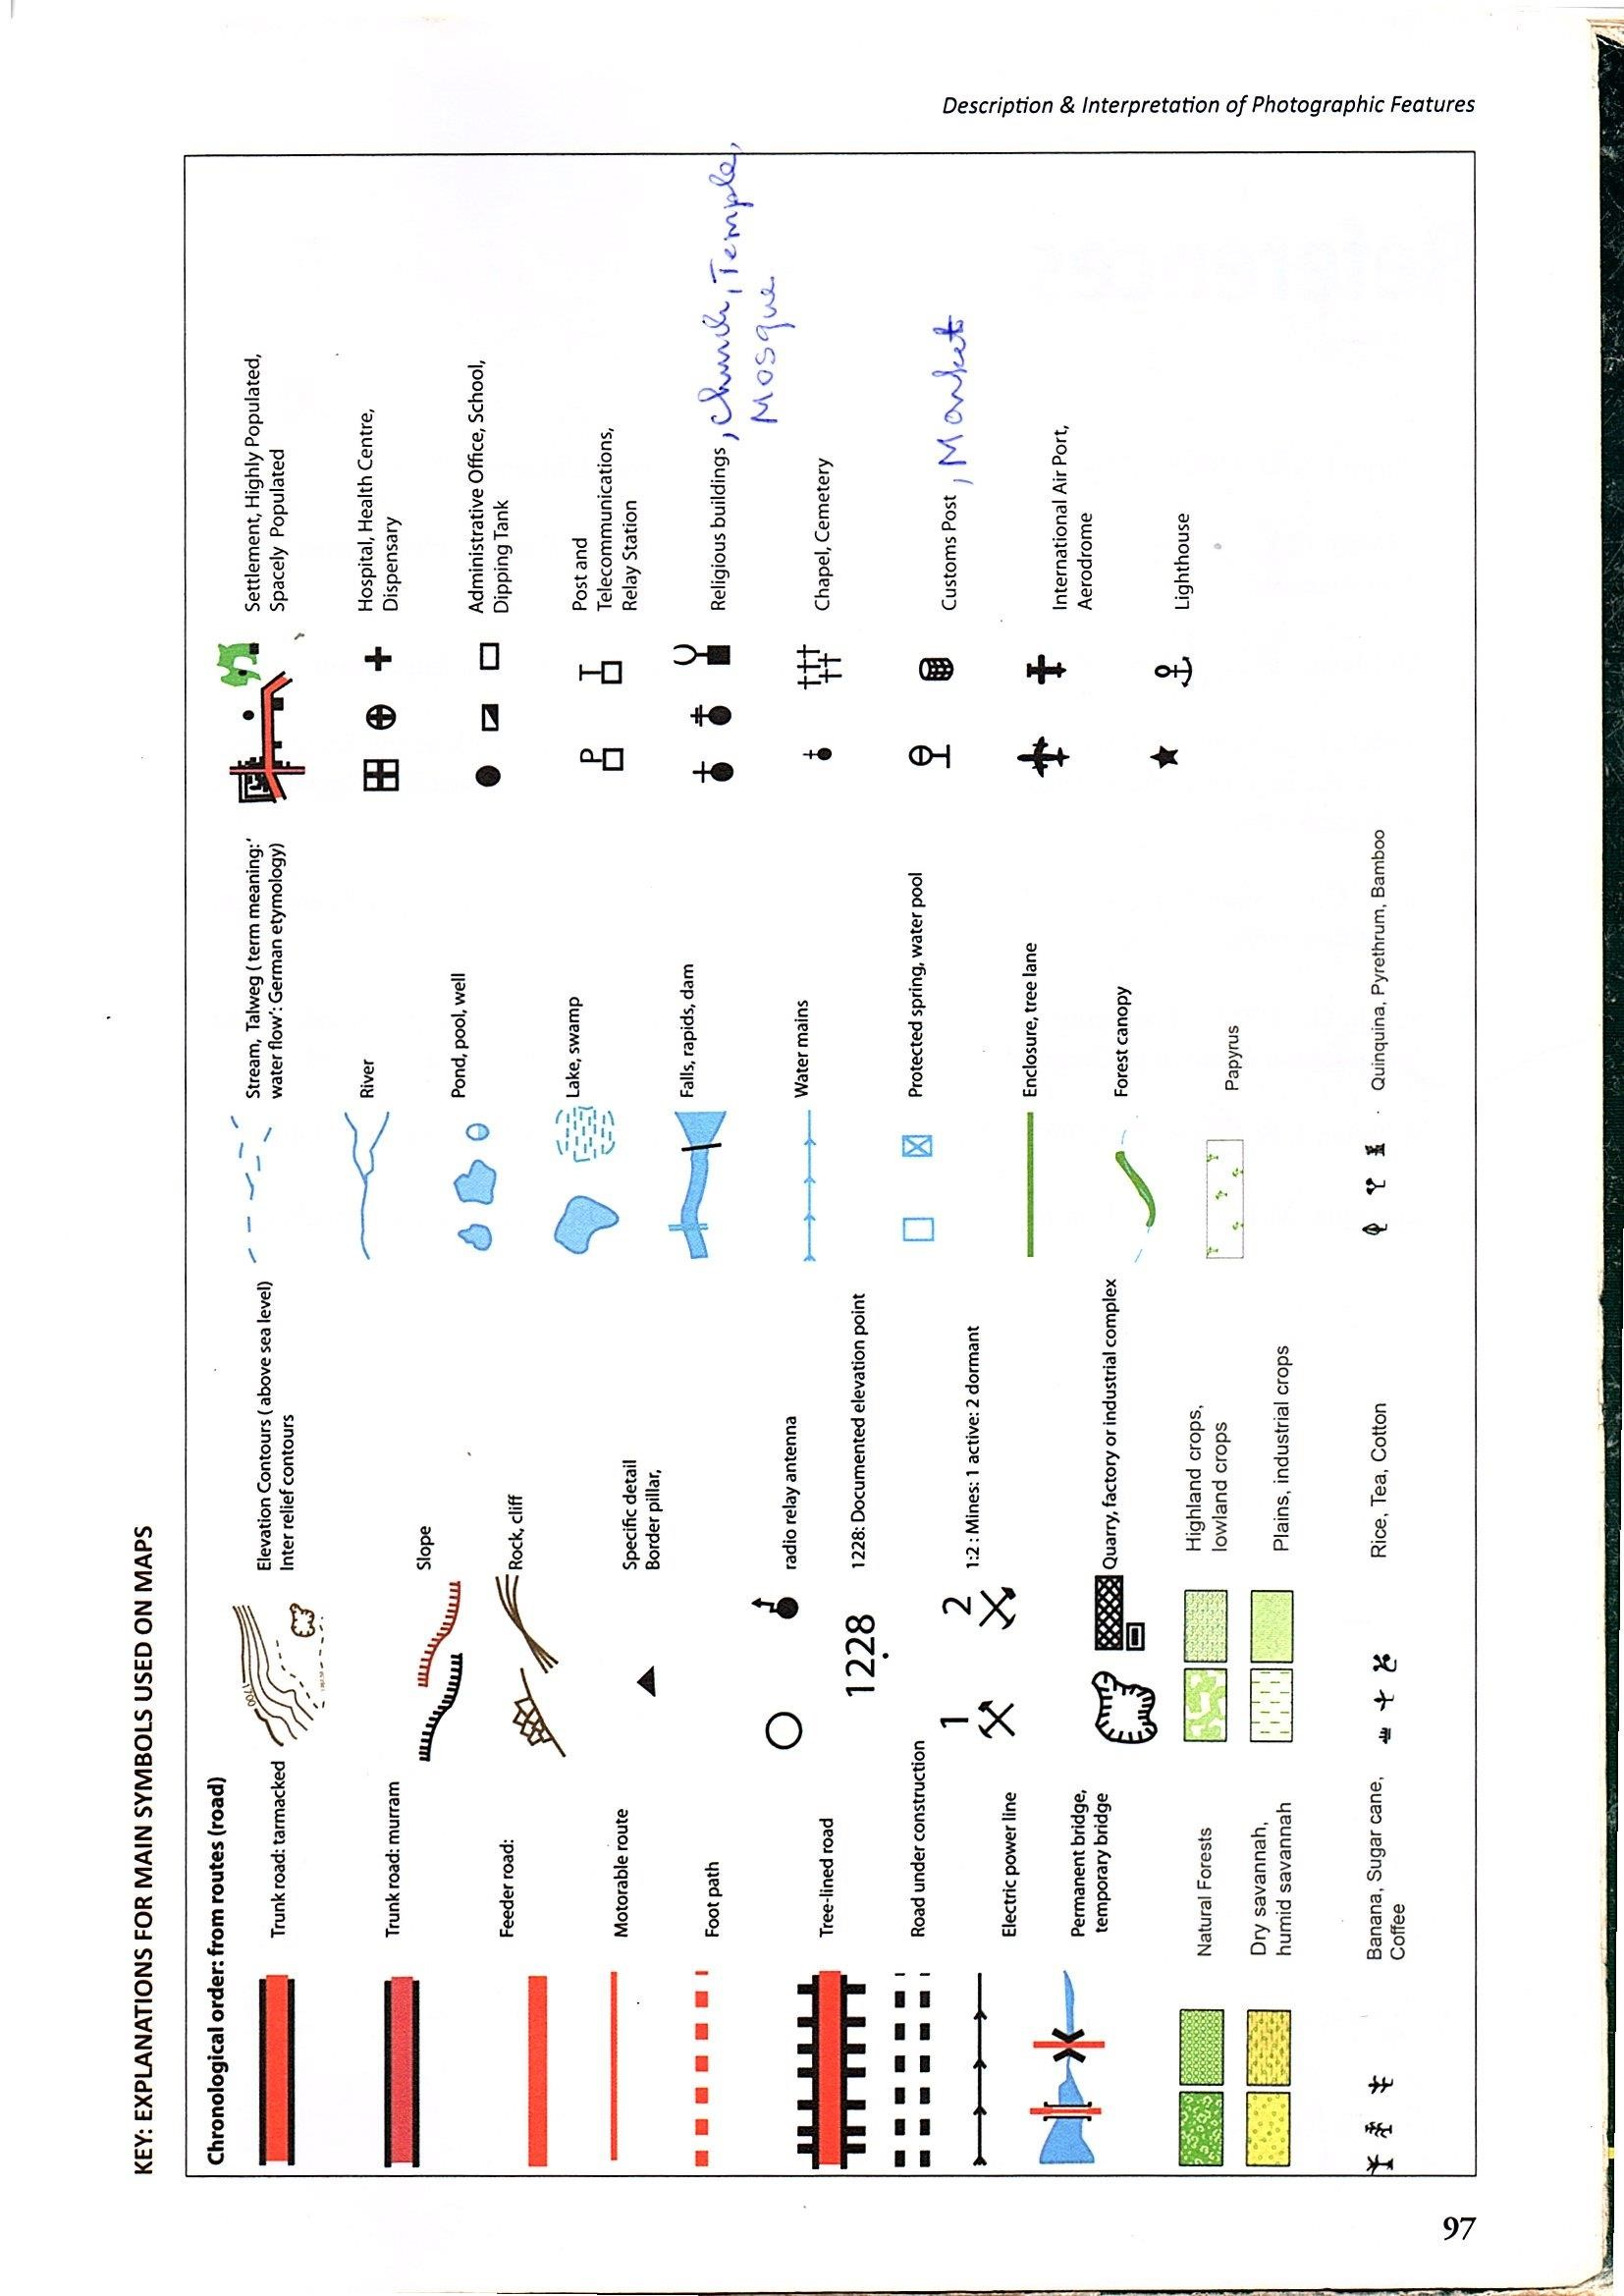 Description & Interpretation of Photographic Features
KEY: EXPLANATIONS FOR MAIN SYMBOLS USED ON MAPS
Chronological order: from routes (road)
Trunk road: tarmacked
Trunk road: murram
Feeder road:
Motorable route
Foot path
Tree-lined road
Road under construction
Electric power line
Permanent bridge,
temporary bridge
Natural Forests
Dry savannah,
humid savannah
Banana, Sugar cane,
Coffee
1700
Elevation Contours ( above sea level)
Inter relief contours
Slope
Rock, cliff
Specific detail
Border pillar,
radio relay antenna
1228
1228: Documented elevation point
1 2
1:2 : Mines: 1 active: 2 dormant
Quarry, factory or industrial complex
Highland crops,
lowland crops
Plains, industrial crops
Rice, Tea, Cotton
Stream, Talweg ( term meaning:'
water flow': German etymology)
River
Pond, pool, well
Lake, swamp
Falls, rapids, dam
Water mains
Protected spring, water pool
Enclosure, tree lane
Forest canopy
Papyrus
Quinquina, Pyrethrum, Bamboo
Settlement, Highly Populated,
Spacely Populated
Hospital, Health Centre,
Dispensary
Administrative Office, School,
Dipping Tank
P T
Post and
Telecommunications,
Relay Station
Religious buildings , Church, Temple,
Mosque
Chapel, Cemetery
Customs Post , Market
International Air Port,
Aerodrome
Lighthouse
97